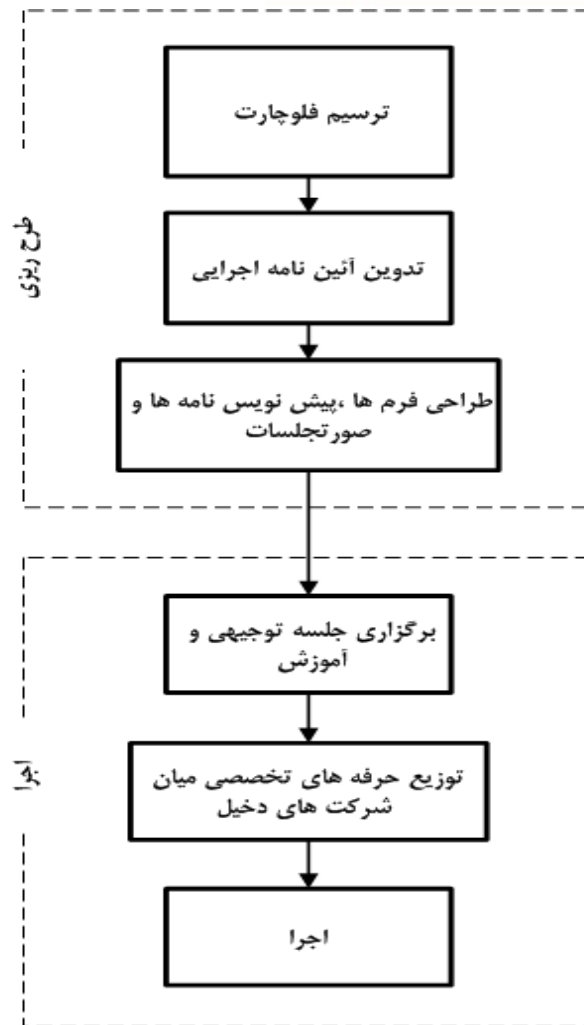 ترسیم فلوچارت
تدوین آئین نامه اجرایی
طراحی فرم ها ،پیش نویس نامه ها و
صورتجلسات
طرح ریزی
برگزاری جلسه توجیهی و
آموزش
توزیع حرفه های تخصصی میان
شرکت های دخیل
اجرا
اجرا